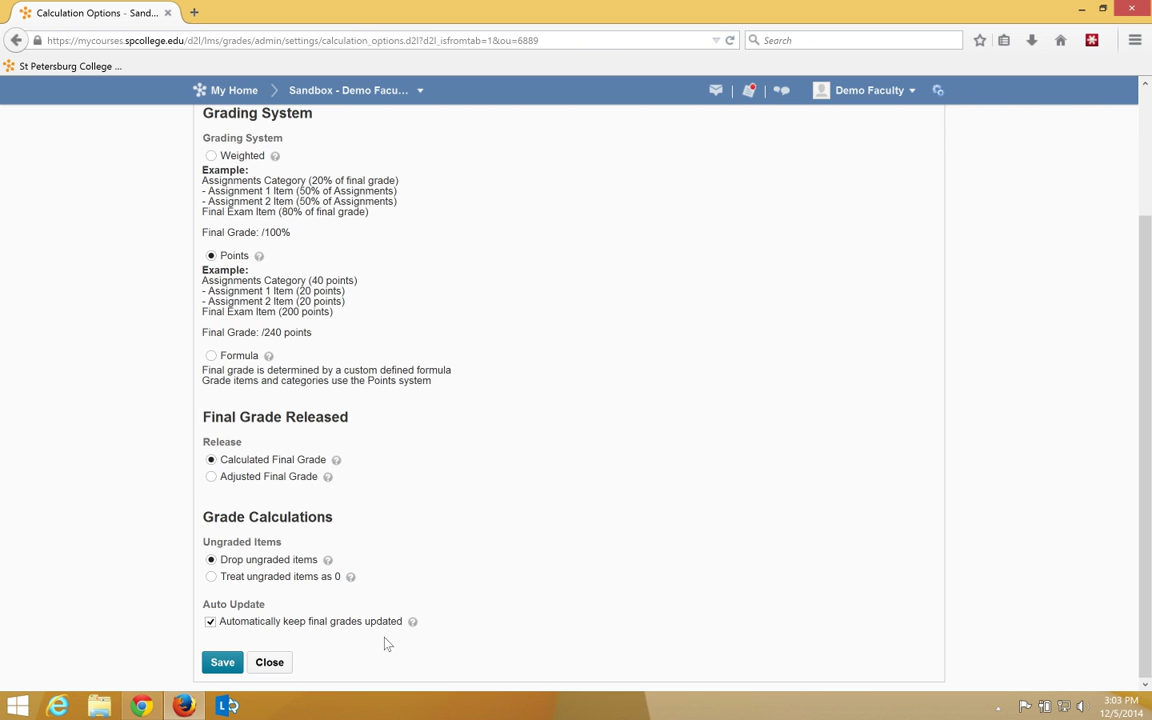 Calculation Options - Sand...
https://mycourses.spcollege.edu/d2l/lms/grades/admin/settings/calculation_options.d2l?d2l_isfromtab=1&ou=6889
Search
St Petersburg College ...
My Home
Sandbox - Demo Facu...
Demo Faculty
Grading System
Grading System
Weighted
Example:
Assignments Category (20% of final grade)
- Assignment 1 Item (50% of Assignments)
- Assignment 2 Item (50% of Assignments)
Final Exam Item (80% of final grade)
Final Grade: /100%
Points
Example:
Assignments Category (40 points)
- Assignment 1 Item (20 points)
- Assignment 2 Item (20 points)
Final Exam Item (200 points)
Final Grade: /240 points
Formula
Final grade is determined by a custom defined formula
Grade items and categories use the Points system
Final Grade Released
Release
Calculated Final Grade
Adjusted Final Grade
Grade Calculations
Ungraded Items
Drop ungraded items
Treat ungraded items as 0
Auto Update
Automatically keep final grades updated
Save Close
3:03 PM
12/5/2014